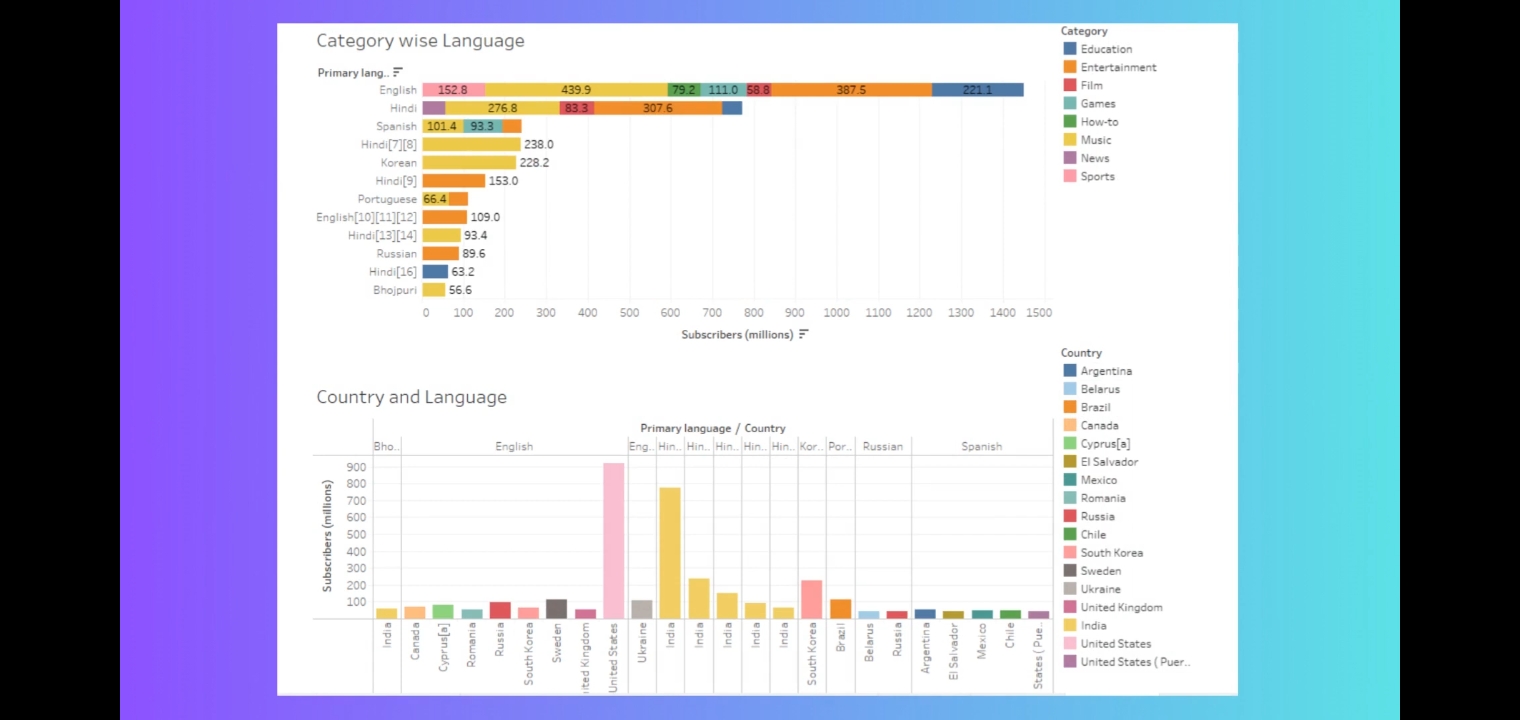 Category wise Language
Primary lang..
English 152.8 439.9 79.2 111.0 58.8 387.5 221.1
Hindi 276.8 83.3 307.6
Spanish 101.4 93.3
Hindi[7][8] 238.0
Korean 228.2
Hindi[9] 153.0
Portuguese 66.4
English[10][11][12] 109.0
Hindi[13][14] 93.4
Russian 89.6
Hindi[16] 63.2
Bhojpuri 56.6
0 100 200 300 400 500 600 700 800 900 1000 1100 1200 1300 1400 1500
Subscribers (millions)
Category
Education
Entertainment
Film
Games
How-to
Music
News
Sports
Country and Language
Primary language / Country
Bho.. English Eng.. Hin.. Hin.. Hin.. Hin.. Hin.. Kor.. Por.. Russian Spanish
Subscribers (millions)
900
800
700
600
500
400
300
200
100
India Canada Cyprus[a] Romania Russia South Korea Sweden ited Kingdom United States Ukraine India India India India India South Korea Brazil Belarus Russia Argentina El Salvador Mexico Chile States ( Pue..
Country
Argentina
Belarus
Brazil
Canada
Cyprus[a]
El Salvador
Mexico
Romania
Russia
Chile
South Korea
Sweden
Ukraine
United Kingdom
India
United States
United States ( Puer..